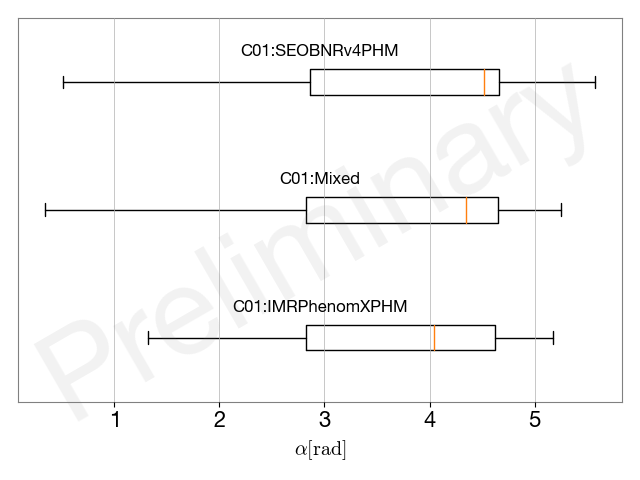 C01:SEOBNRv4PHM
C01:Mixed
C01:IMRPhenomXPHM
Preliminary
1 2 3 4 5
α[rad]